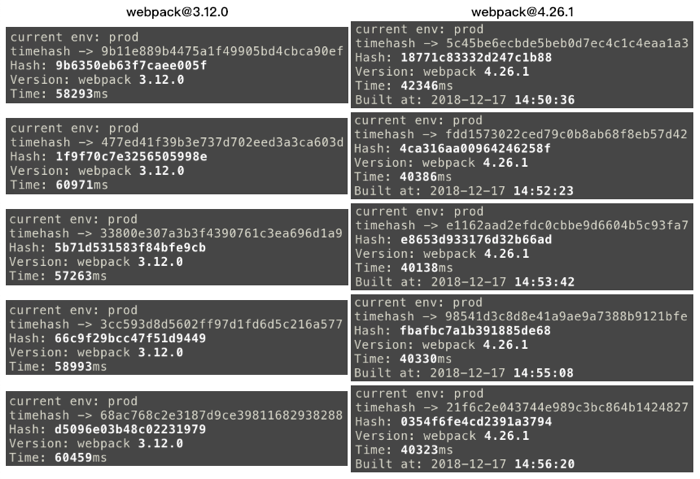 webpack@3.12.0
current env: prod
timehash -> 9b11e889b4475a1f49905bd4cbca90ef
Hash: 9b6350eb63f7caee005f
Version: webpack 3.12.0
Time: 58293ms
current env: prod
timehash -> 477ed41f39b3e737d702eed3a3ca603d
Hash: 1f9f70c7e3256505998e
Version: webpack 3.12.0
Time: 60971ms
current env: prod
timehash -> 33800e307a3b3f4390761c3ea696d1a9
Hash: 5b71d531583f84bfe9cb
Version: webpack 3.12.0
Time: 57263ms
current env: prod
timehash -> 3cc593d8d5602ff97d1fd6d5c216a577
Hash: 66c9f29bcc47f51d9449
Version: webpack 3.12.0
Time: 58993ms
current env: prod
timehash -> 68ac768c2e3187d9ce39811682938288
Hash: d5096e03b48c02231979
Version: webpack 3.12.0
Time: 60459ms
webpack@4.26.1
current env: prod
timehash -> 5c45be6ecbde5beb0d7ec4c1c4eaa1a3
Hash: 18771c83332d247c1b88
Version: webpack 4.26.1
Time: 42346ms
Built at: 2018-12-17 14:50:36
current env: prod
timehash -> fdd1573022ced79c0b8ab68f8eb57d42
Hash: 4ca316aa00964246258f
Version: webpack 4.26.1
Time: 40386ms
Built at: 2018-12-17 14:52:23
current env: prod
timehash -> e1162aad2efdc0cbbe9d6604b5c93fa7
Hash: e8653d933176d32b66ad
Version: webpack 4.26.1
Time: 40138ms
Built at: 2018-12-17 14:53:42
current env: prod
timehash -> 98541d3c8d8e41a9ae9a7388b9121bfe
Hash: fbafbc7a1b391885de68
Version: webpack 4.26.1
Time: 40330ms
Built at: 2018-12-17 14:55:08
current env: prod
timehash -> 21f6c2e043744e989c3bc864b1424827
Hash: 0354f6fe4cd2391a3794
Version: webpack 4.26.1
Time: 40323ms
Built at: 2018-12-17 14:56:20